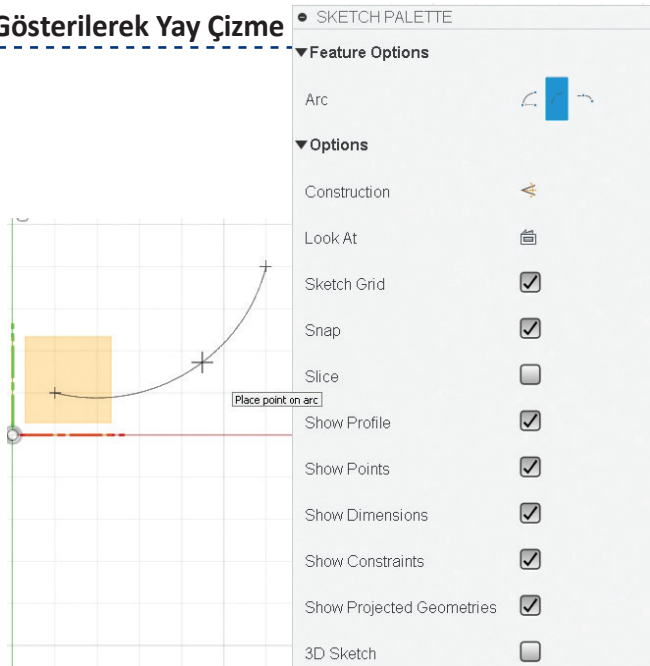 Gösterilerek Yay Çizme
SKETCH PALETTE
Feature Options
Arc
Options
Construction
Look At
Sketch Grid
Snap
Slice
Place point on arc
Show Profile
Show Points
Show Dimensions
Show Constraints
Show Projected Geometries
3D Sketch